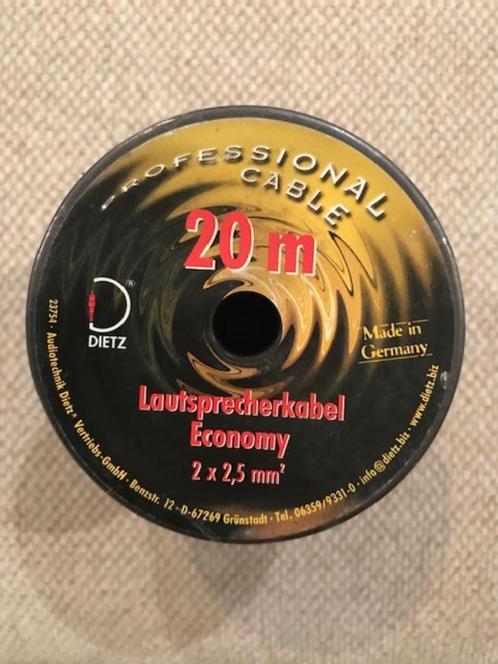 PROFESSIONAL
CABLE
20 m
®
DIETZ
Made in
Germany
Lautsprecherkabel
Economy
2 x 2,5 mm²
23754 · Audiotechnik Dietz® Vertriebs-GmbH · Benzstr. 12 · D-67269 Grünstadt · Tel. 06359/9331-0 · info@dietz.biz · www.dietz.biz